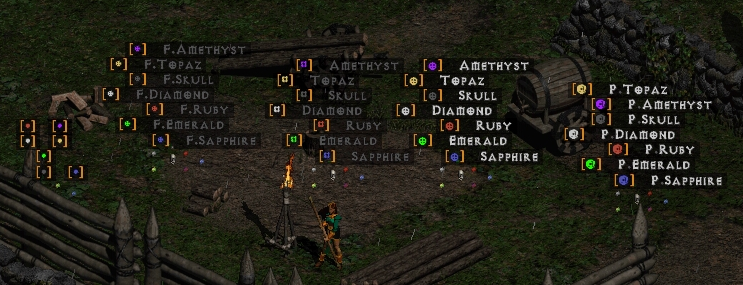 F.Amethyst
F.Topaz
F.Skull
F.Diamond
F.Ruby
F.Emerald
F.Sapphire
Amethyst
Topaz
Skull
Diamond
Ruby
Emerald
Sapphire
Amethyst
Topaz
Skull
Diamond
Ruby
Emerald
Sapphire
P.Topaz
P.Amethyst
P.Skull
P.Diamond
P.Ruby
P.Emerald
P.Sapphire